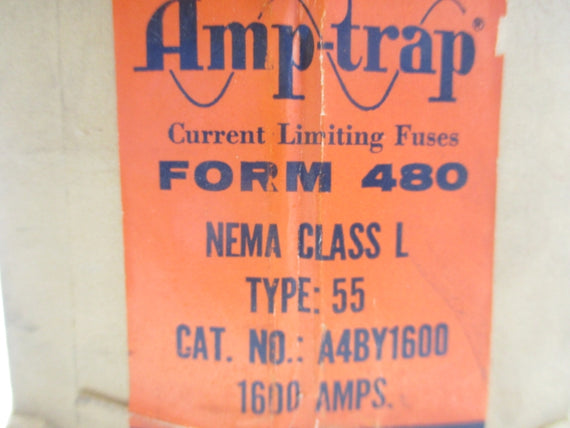 Amp-trap®
Current Limiting Fuses
FORM 480
NEMA CLASS L
TYPE: 55
CAT. NO.: A4BY1600
1600 AMPS.